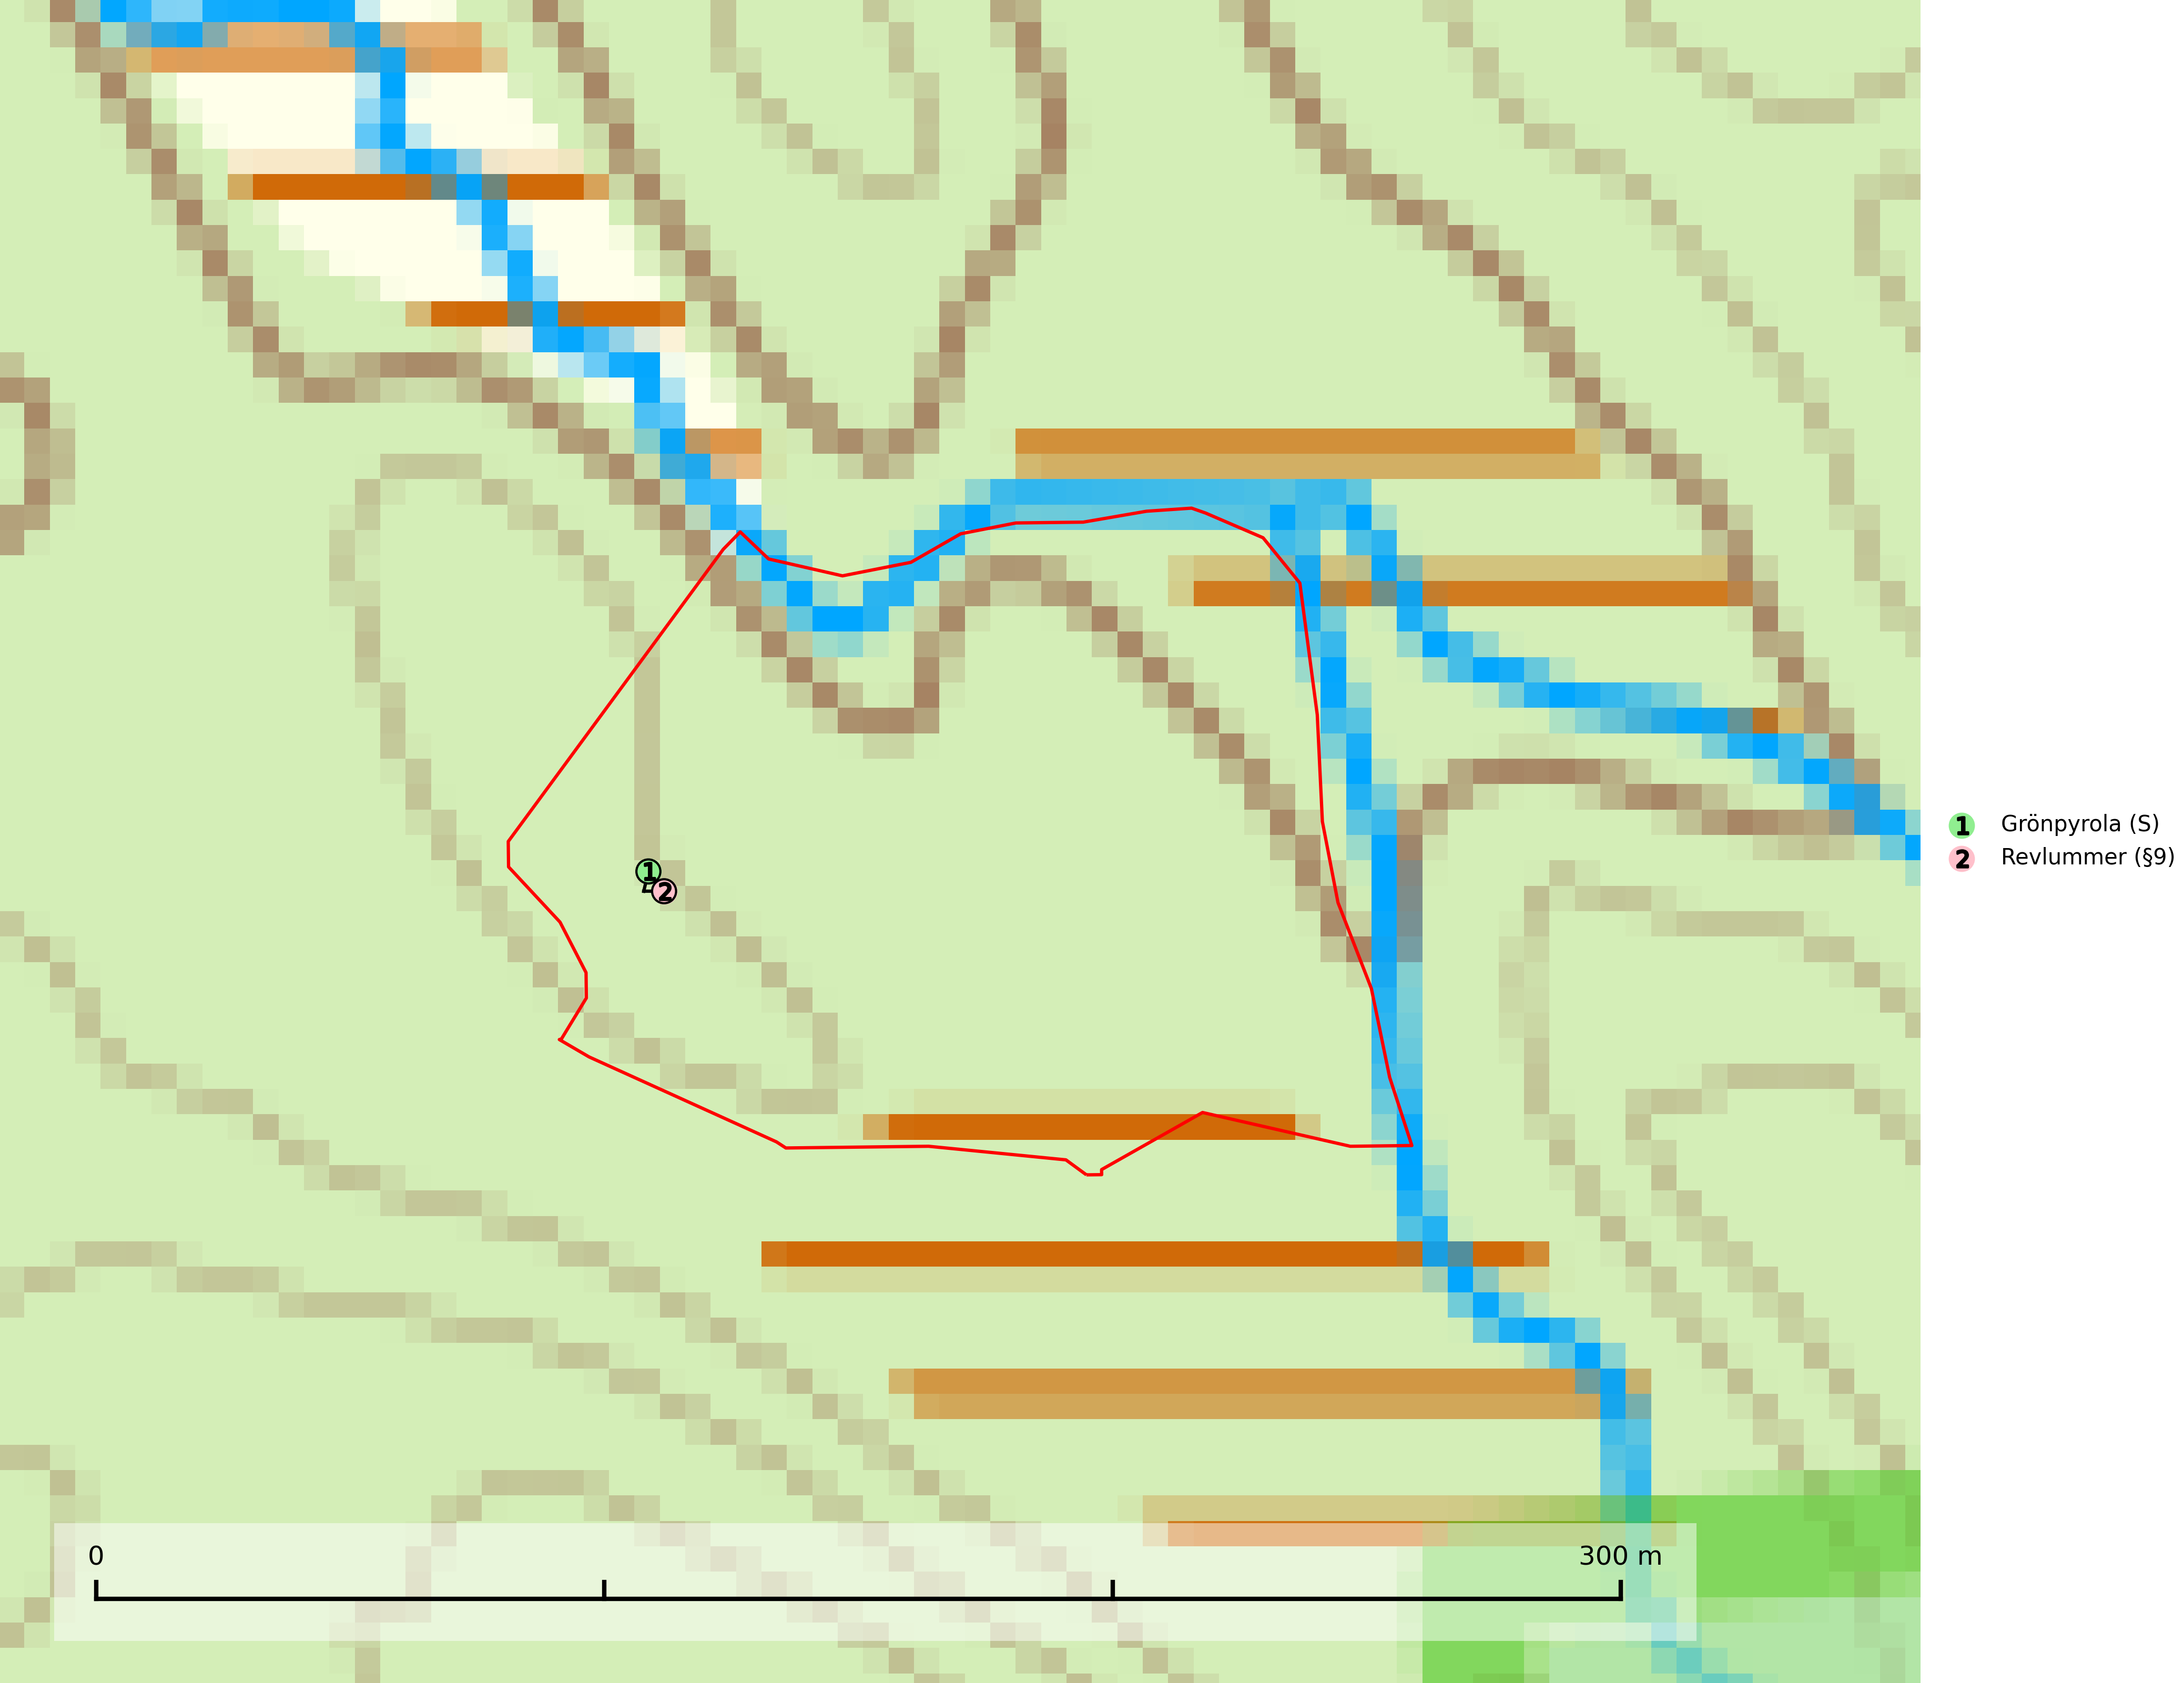 1
2
1 Grönpyrola (S)
2 Revlummer (§9)
0 300 m